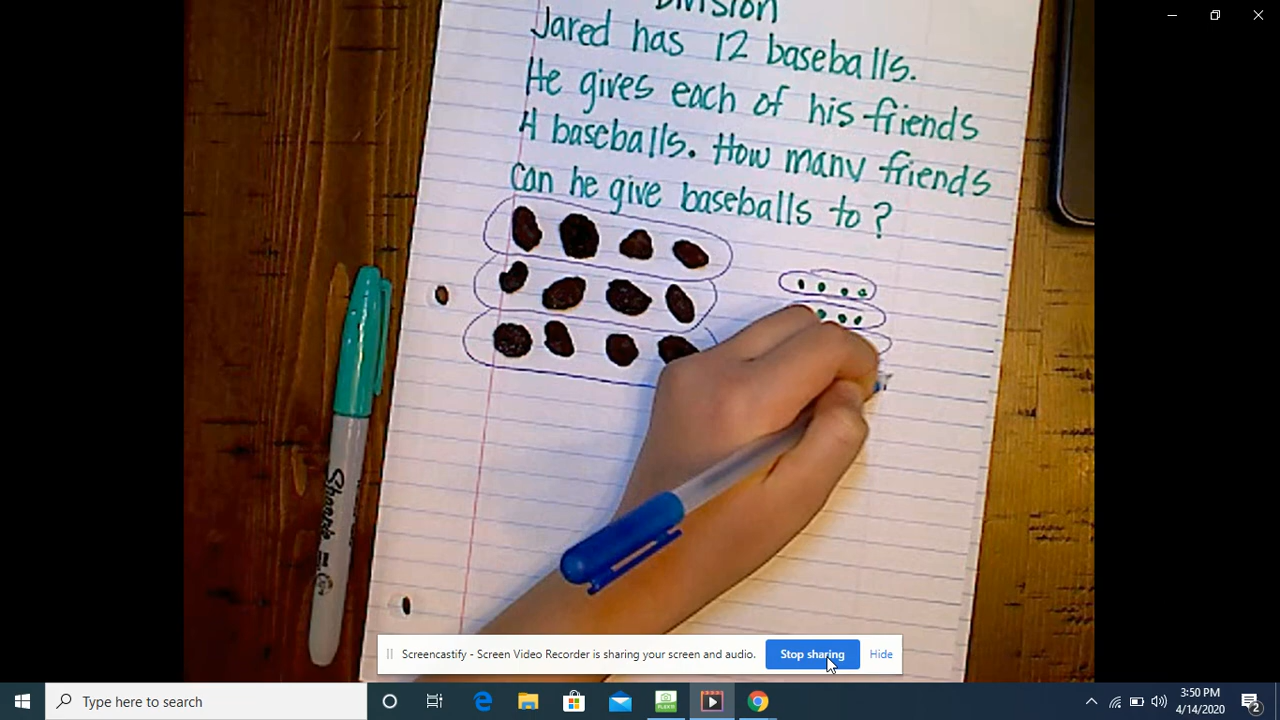 Division
Jared has 12 baseballs.
He gives each of his friends
4 baseballs. How many friends
can he give baseballs to?
Sharpie
Screencastify - Screen Video Recorder is sharing your screen and audio.
Stop sharing
Hide
Type here to search
3:50 PM
4/14/2020
2